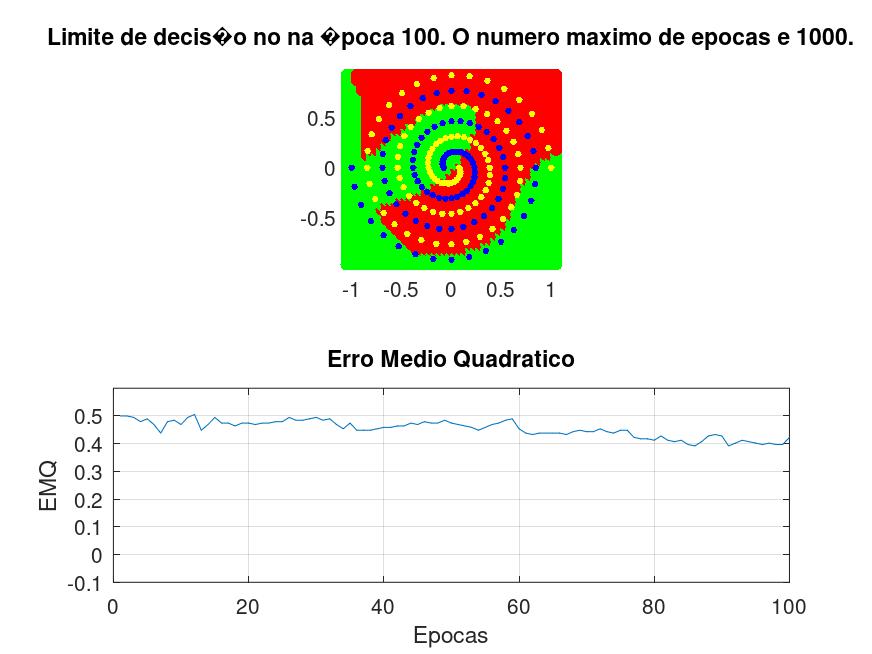 Limite de decis�o no na �poca 100. O numero maximo de epocas e 1000.
0.5
0
-0.5
-1 -0.5 0 0.5 1
Erro Medio Quadratico
0.5
0.4
0.3
0.2
0.1
0
-0.1
EMQ
0 20 40 60 80 100
Epocas